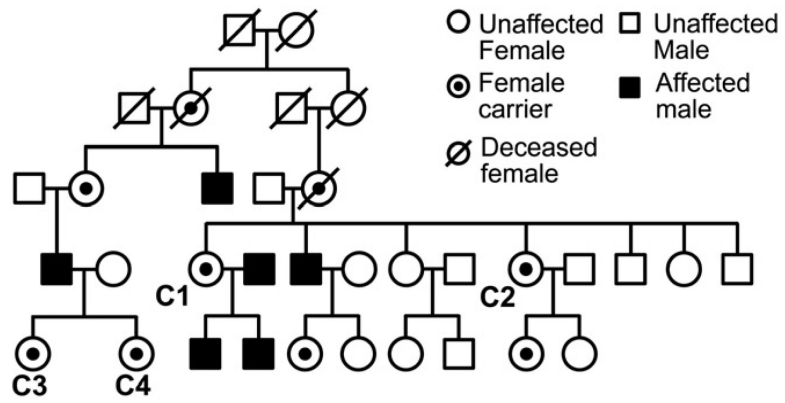 Unaffected Female
Unaffected Male
Female carrier
Affected male
Deceased female
C1
C2
C3
C4